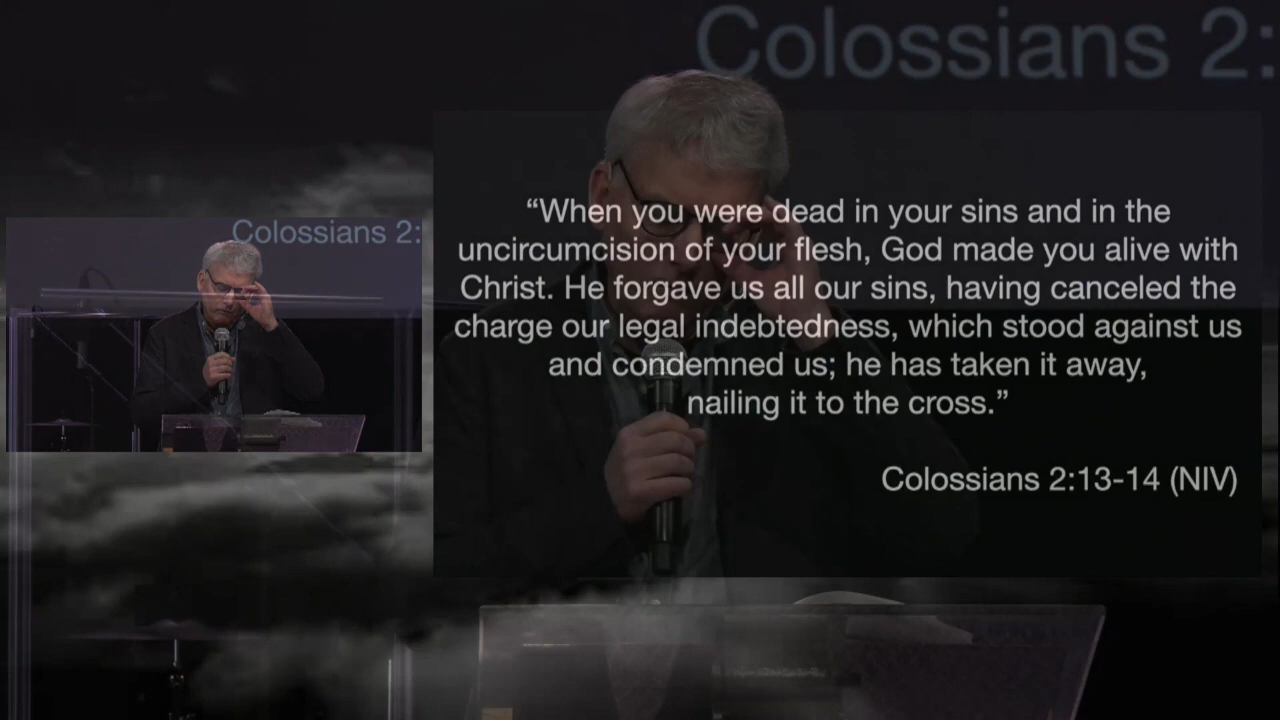 Colossians 2:
Colossians 2:
“When you were dead in your sins and in the
uncircumcision of your flesh, God made you alive with
Christ. He forgave us all our sins, having canceled the
charge our legal indebtedness, which stood against us
and condemned us; he has taken it away,
nailing it to the cross.”
Colossians 2:13-14 (NIV)